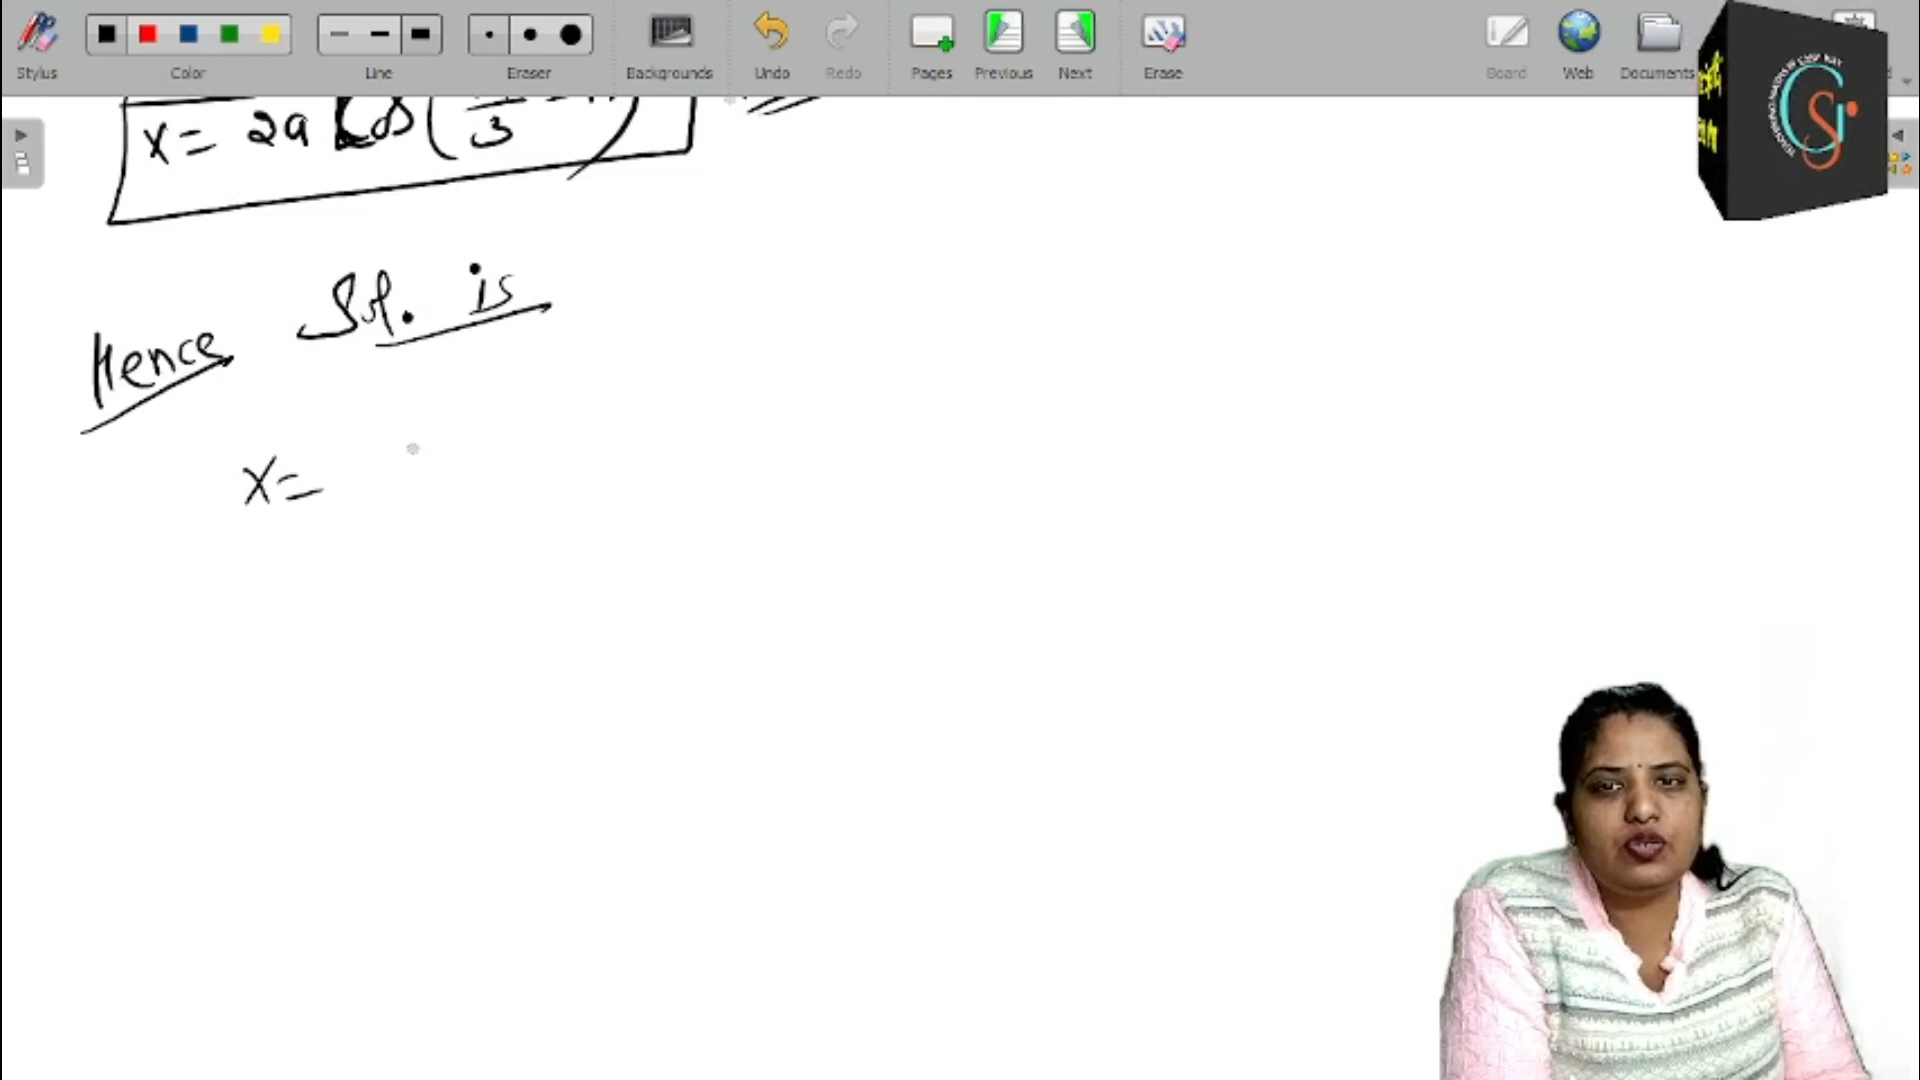 Stylus Color Line Eraser Backgrounds Undo Redo Pages Previous Next Erase Board Web Documents
x = 2a Cos( 3 )
Hence Sol. is
x =